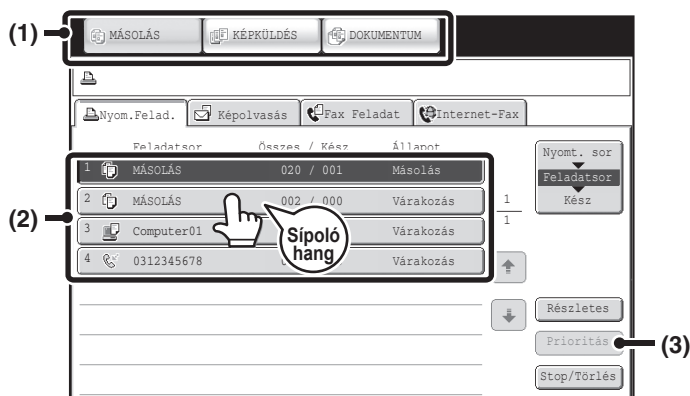 (1)
MÁSOLÁS KÉPKÜLDÉS DOKUMENTUM
Nyom.Felad. Képolvasás Fax Feladat Internet-Fax
Feladatsor Összes / Kész Állapot
1 MÁSOLÁS 020 / 001 Másolás
2 MÁSOLÁS 002 / 000 Várakozás
3 Computer01 Várakozás
4 0312345678 Várakozás
(2)
Sípoló
hang
1
1
Nyomt. sor
Feladatsor
Kész
Részletes
Prioritás
(3)
Stop/Törlés